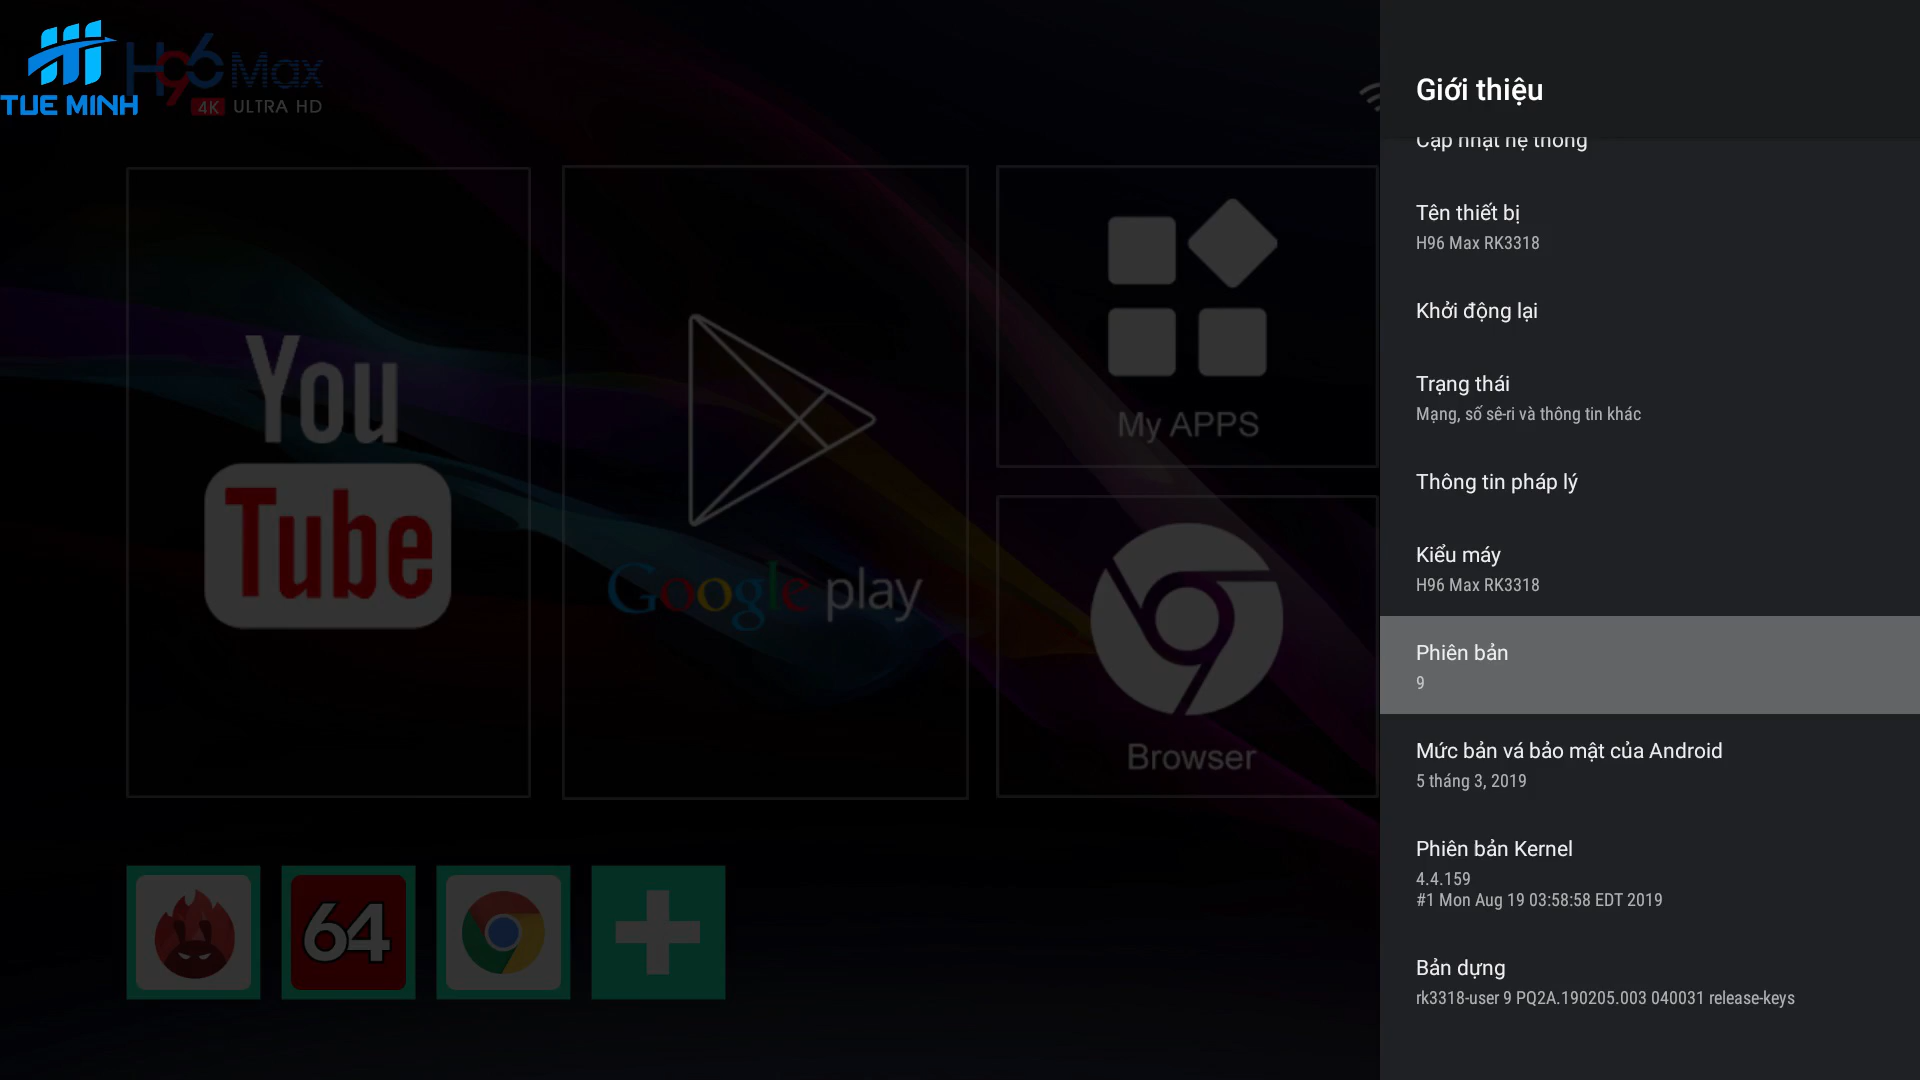 TUE MINH
H96 Max
4K ULTRA HD
You
Tube
Google play
My APPS
Browser
64
Giới thiệu
Cập nhật hệ thống
Tên thiết bị
H96 Max RK3318
Khởi động lại
Trạng thái
Mạng, số sê-ri và thông tin khác
Thông tin pháp lý
Kiểu máy
H96 Max RK3318
Phiên bản
9
Mức bản vá bảo mật của Android
5 tháng 3, 2019
Phiên bản Kernel
4.4.159
#1 Mon Aug 19 03:58:58 EDT 2019
Bản dựng
rk3318-user 9 PQ2A.190205.003 040031 release-keys